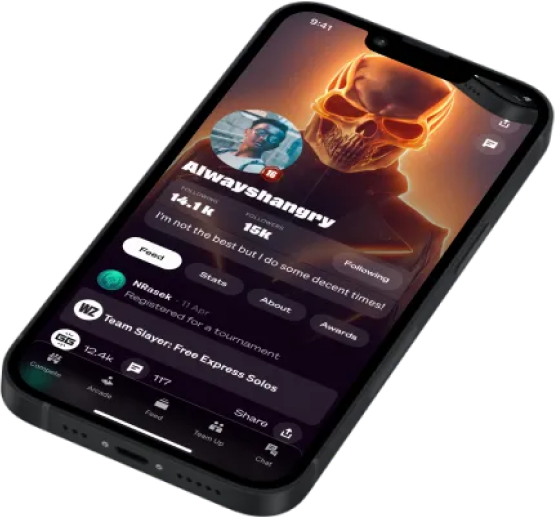 9:41
16
Alwayshangry
FOLLOWING
14.1K
FOLLOWERS
15K
Following
I'm not the best but I do some decent times!
Feed
Stats
About
Awards
NRasek · 11 Apr
Registered for a tournament
WZ
Team Slayer: Free Express Solos
GG
12.4k
117
Share
Compete
Arcade
Feed
Team Up
Chat